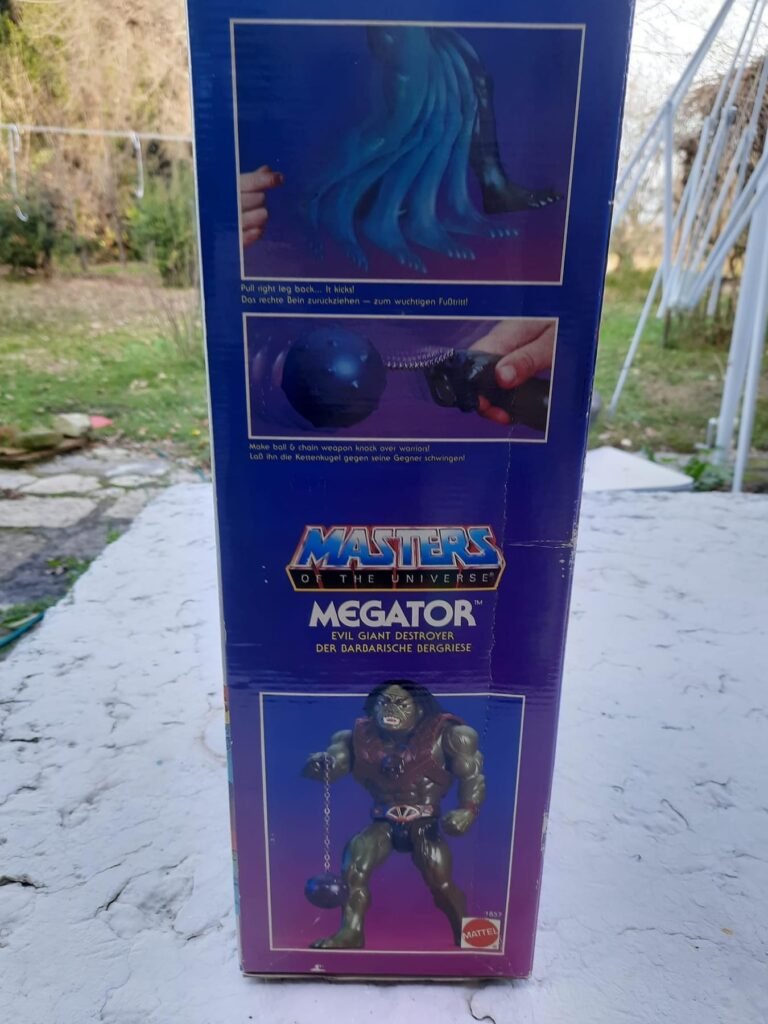 Pull right leg back... It kicks!
Das rechte Bein zurückziehen — zum wuchtigen Fußtritt!
Make ball & chain weapon knock over warriors!
Laß ihn die Kettenkugel gegen seine Gegner schwingen!
MASTERS
OF THE UNIVERSE®
MEGATOR™
EVIL GIANT DESTROYER
DER BARBARISCHE BERGRIESE
MATTEL